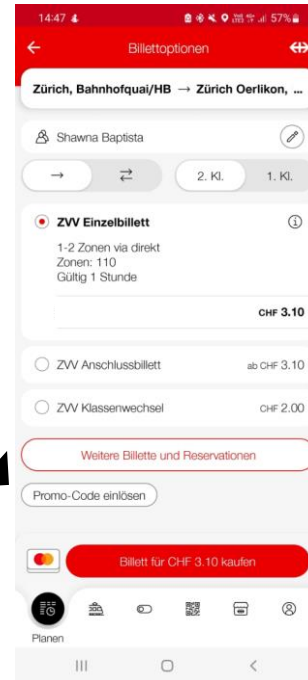 14:47 57%
Billettoptionen
Zürich, Bahnhofquai/HB → Zürich Oerlikon, ...
Shawna Baptista
→ ⇄ 2. Kl. 1. Kl.
ZVV Einzelbillett
1-2 Zonen via direkt
Zonen: 110
Gültig 1 Stunde
CHF 3.10
ZVV Anschlussbillett ab CHF 3.10
ZVV Klassenwechsel CHF 2.00
Weitere Billette und Reservationen
Promo-Code einlösen
Billett für CHF 3.10 kaufen
Planen